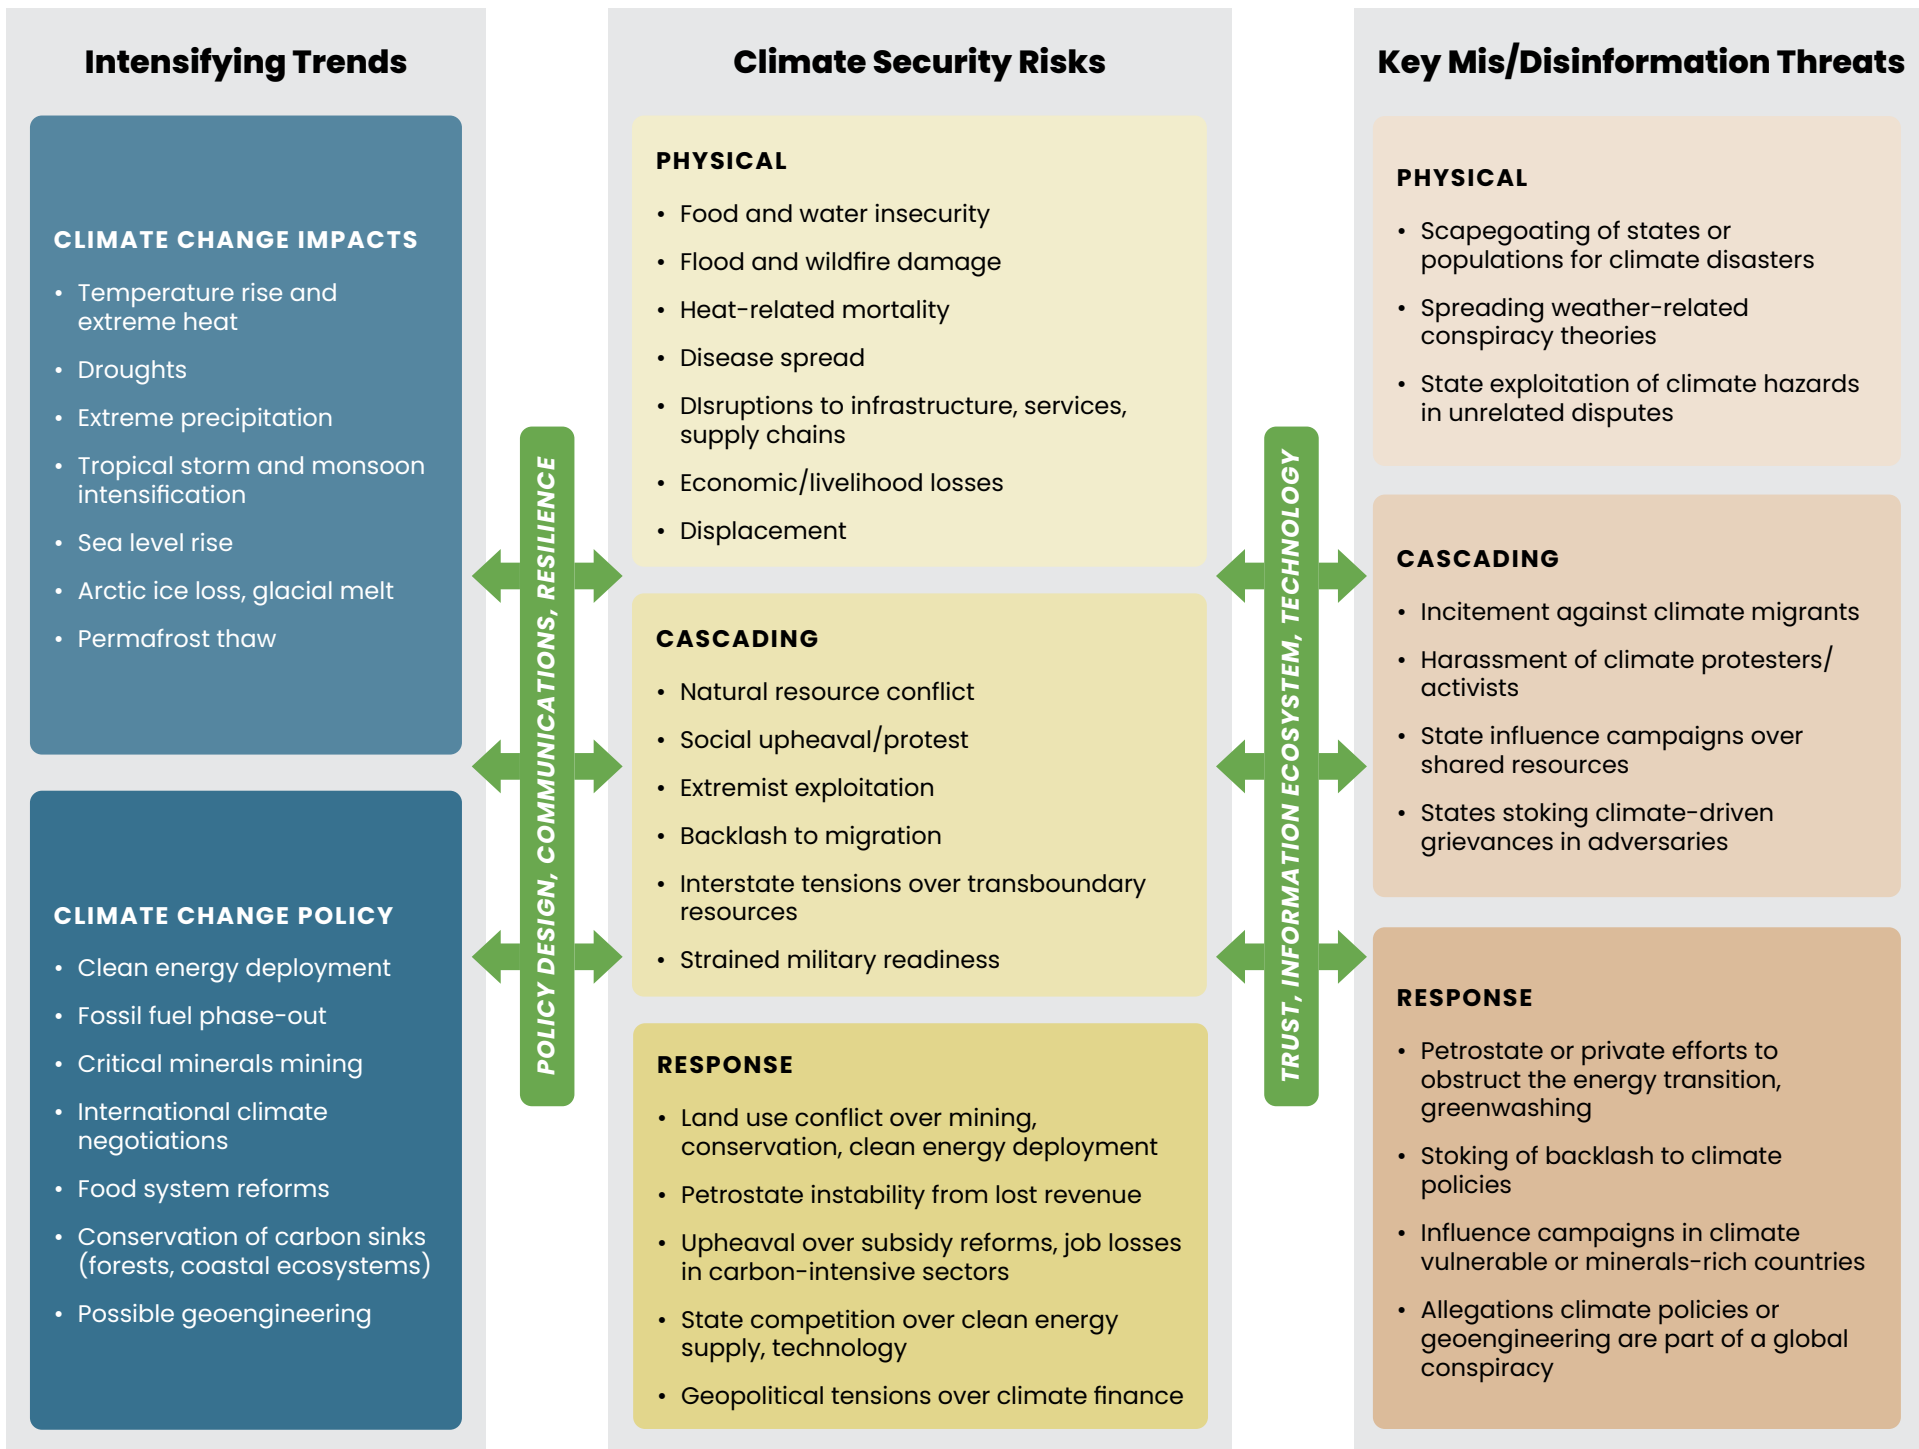 Intensifying Trends
CLIMATE CHANGE IMPACTS
• Temperature rise and
extreme heat
• Droughts
• Extreme precipitation
• Tropical storm and monsoon
intensification
• Sea level rise
• Arctic ice loss, glacial melt
• Permafrost thaw
CLIMATE CHANGE POLICY
• Clean energy deployment
• Fossil fuel phase-out
• Critical minerals mining
• International climate
negotiations
• Food system reforms
• Conservation of carbon sinks
(forests, coastal ecosystems)
• Possible geoengineering
POLICY DESIGN, COMMUNICATIONS, RESILIENCE
Climate Security Risks
PHYSICAL
• Food and water insecurity
• Flood and wildfire damage
• Heat-related mortality
• Disease spread
• DIsruptions to infrastructure, services,
supply chains
• Economic/livelihood losses
• Displacement
CASCADING
• Natural resource conflict
• Social upheaval/protest
• Extremist exploitation
• Backlash to migration
• Interstate tensions over transboundary
resources
• Strained military readiness
RESPONSE
• Land use conflict over mining,
conservation, clean energy deployment
• Petrostate instability from lost revenue
• Upheaval over subsidy reforms, job losses
in carbon-intensive sectors
• State competition over clean energy
supply, technology
• Geopolitical tensions over climate finance
TRUST, INFORMATION ECOSYSTEM, TECHNOLOGY
Key Mis/Disinformation Threats
PHYSICAL
• Scapegoating of states or
populations for climate disasters
• Spreading weather-related
conspiracy theories
• State exploitation of climate hazards
in unrelated disputes
CASCADING
• Incitement against climate migrants
• Harassment of climate protesters/
activists
• State influence campaigns over
shared resources
• States stoking climate-driven
grievances in adversaries
RESPONSE
• Petrostate or private efforts to
obstruct the energy transition,
greenwashing
• Stoking of backlash to climate
policies
• Influence campaigns in climate
vulnerable or minerals-rich countries
• Allegations climate policies or
geoengineering are part of a global
conspiracy